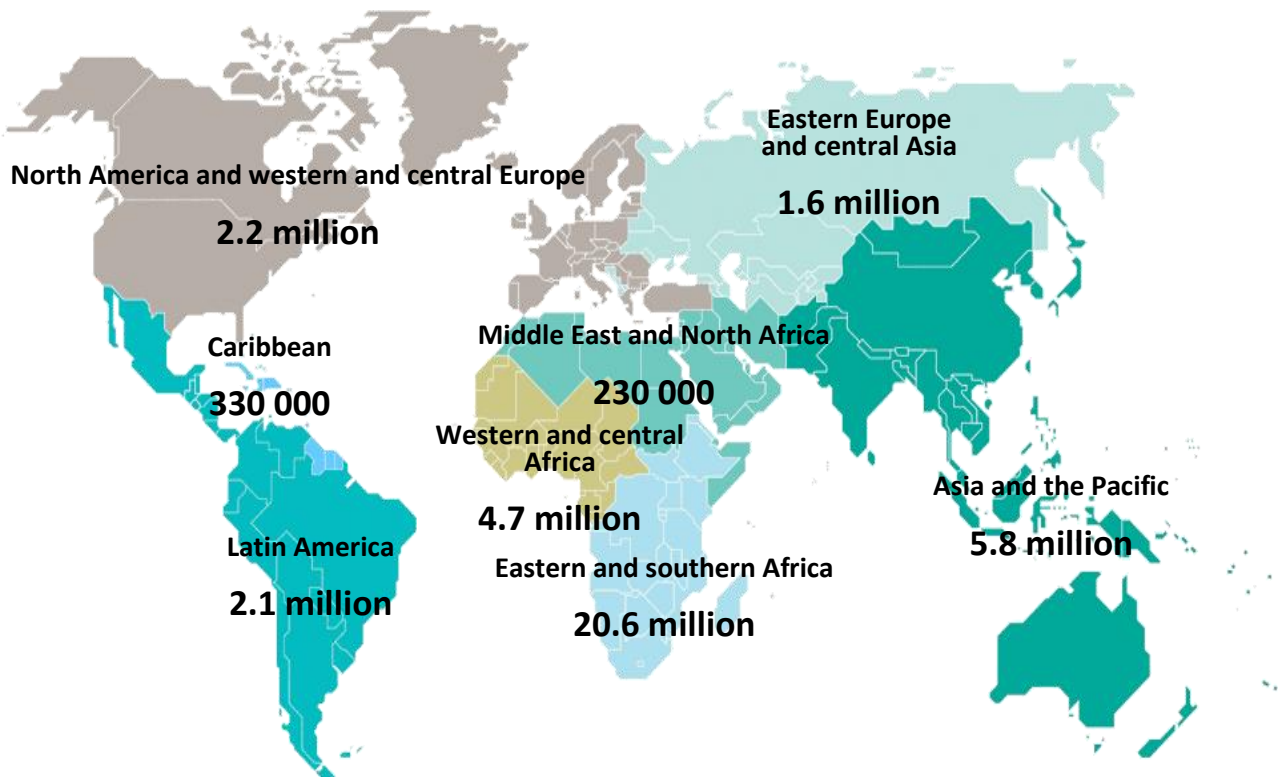 Eastern Europe
and central Asia
1.6 million
North America and western and central Europe
2.2 million
Caribbean
330 000
Middle East and North Africa
230 000
Western and central
Africa
4.7 million
Asia and the Pacific
5.8 million
Latin America
2.1 million
Eastern and southern Africa
20.6 million